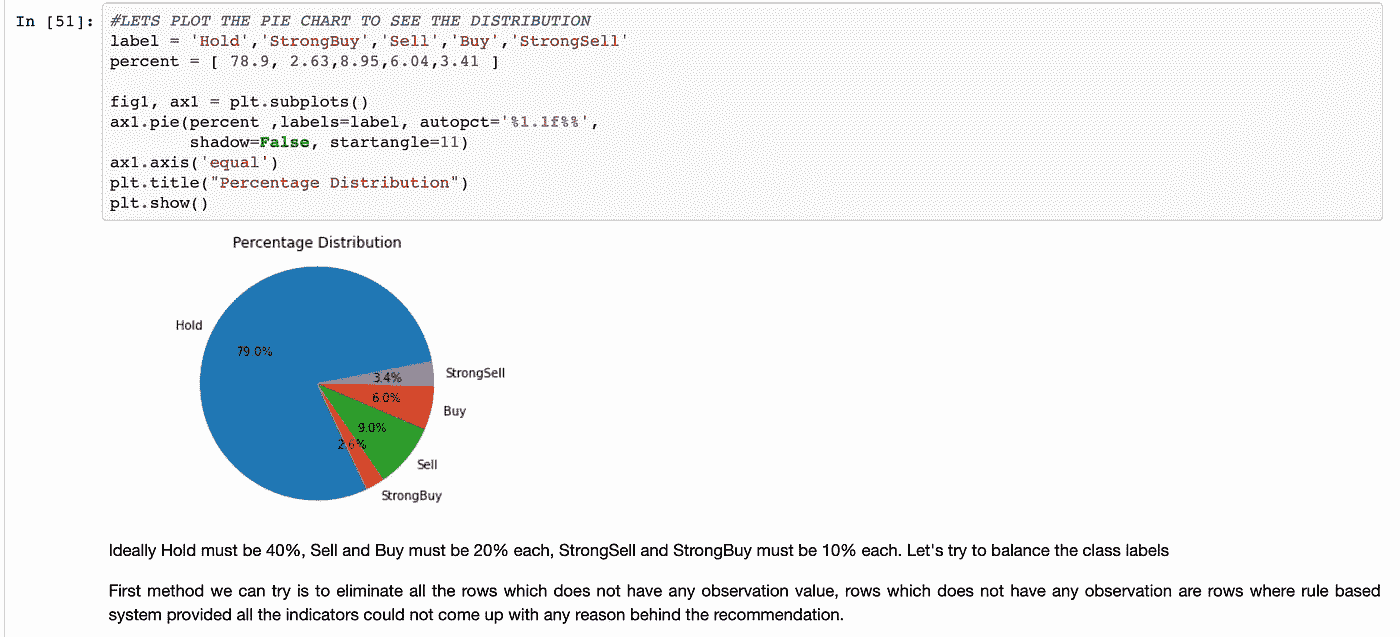 In [51]: #LETS PLOT THE PIE CHART TO SEE THE DISTRIBUTION
label = 'Hold','StrongBuy','Sell','Buy','StrongSell'
percent = [ 78.9, 2.63,8.95,6.04,3.41 ]
fig1, ax1 = plt.subplots()
ax1.pie(percent ,labels=label, autopct='%1.1f%%',
shadow=False, startangle=11)
ax1.axis('equal')
plt.title("Percentage Distribution")
plt.show()
Percentage Distribution
Hold
79.0%
StrongSell
3.4%
6.0%
Buy
9.0%
2.6%
Sell
StrongBuy
Ideally Hold must be 40%, Sell and Buy must be 20% each, StrongSell and StrongBuy must be 10% each. Let's try to balance the class labels
First method we can try is to eliminate all the rows which does not have any observation value, rows which does not have any observation are rows where rule based
system provided all the indicators could not come up with any reason behind the recommendation.